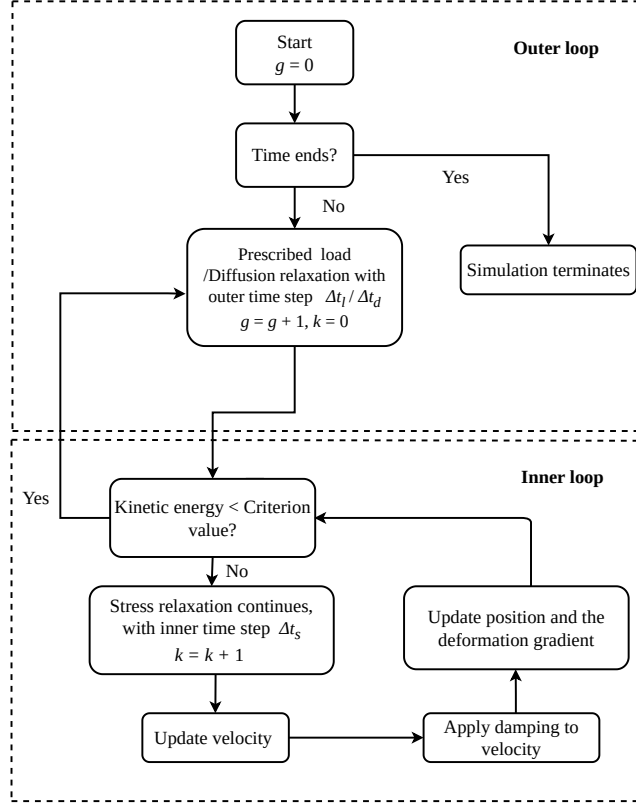 Start
g = 0
Outer loop
Time ends?
Yes
No
Prescribed load
/Diffusion relaxation with
outer time step Δt_l / Δt_d
g = g + 1, k = 0
Simulation terminates
Inner loop
Yes
Kinetic energy < Criterion
value?
No
Stress relaxation continues,
with inner time step Δt_s
k = k + 1
Update position and the
deformation gradient
Update velocity
Apply damping to
velocity